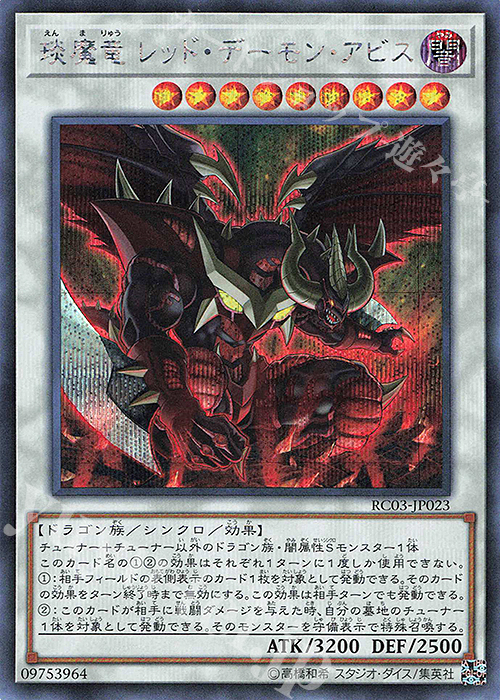 琰魔竜 レッド・デーモン・アビス
闇
RC03-JP023
【ドラゴン族／シンクロ／効果】
チューナー＋チューナー以外のドラゴン族・闇属性Sモンスター1体
このカード名の①②の効果はそれぞれ1ターンに1度しか使用できない。
①：相手フィールドの表側表示のカード1枚を対象として発動できる。そのカード
の効果をターン終了時まで無効にする。この効果は相手ターンでも発動できる。
②：このカードが相手に戦闘ダメージを与えた時、自分の墓地のチューナー
1体を対象として発動できる。そのモンスターを守備表示で特殊召喚する。
ATK/3200 DEF/2500
09753964
©高橋和希 スタジオ・ダイス/集英社